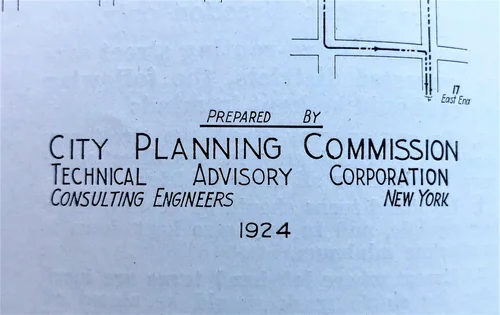 17
East End
PREPARED BY
CITY PLANNING COMMISSION
TECHNICAL ADVISORY CORPORATION
CONSULTING ENGINEERS NEW YORK
1924